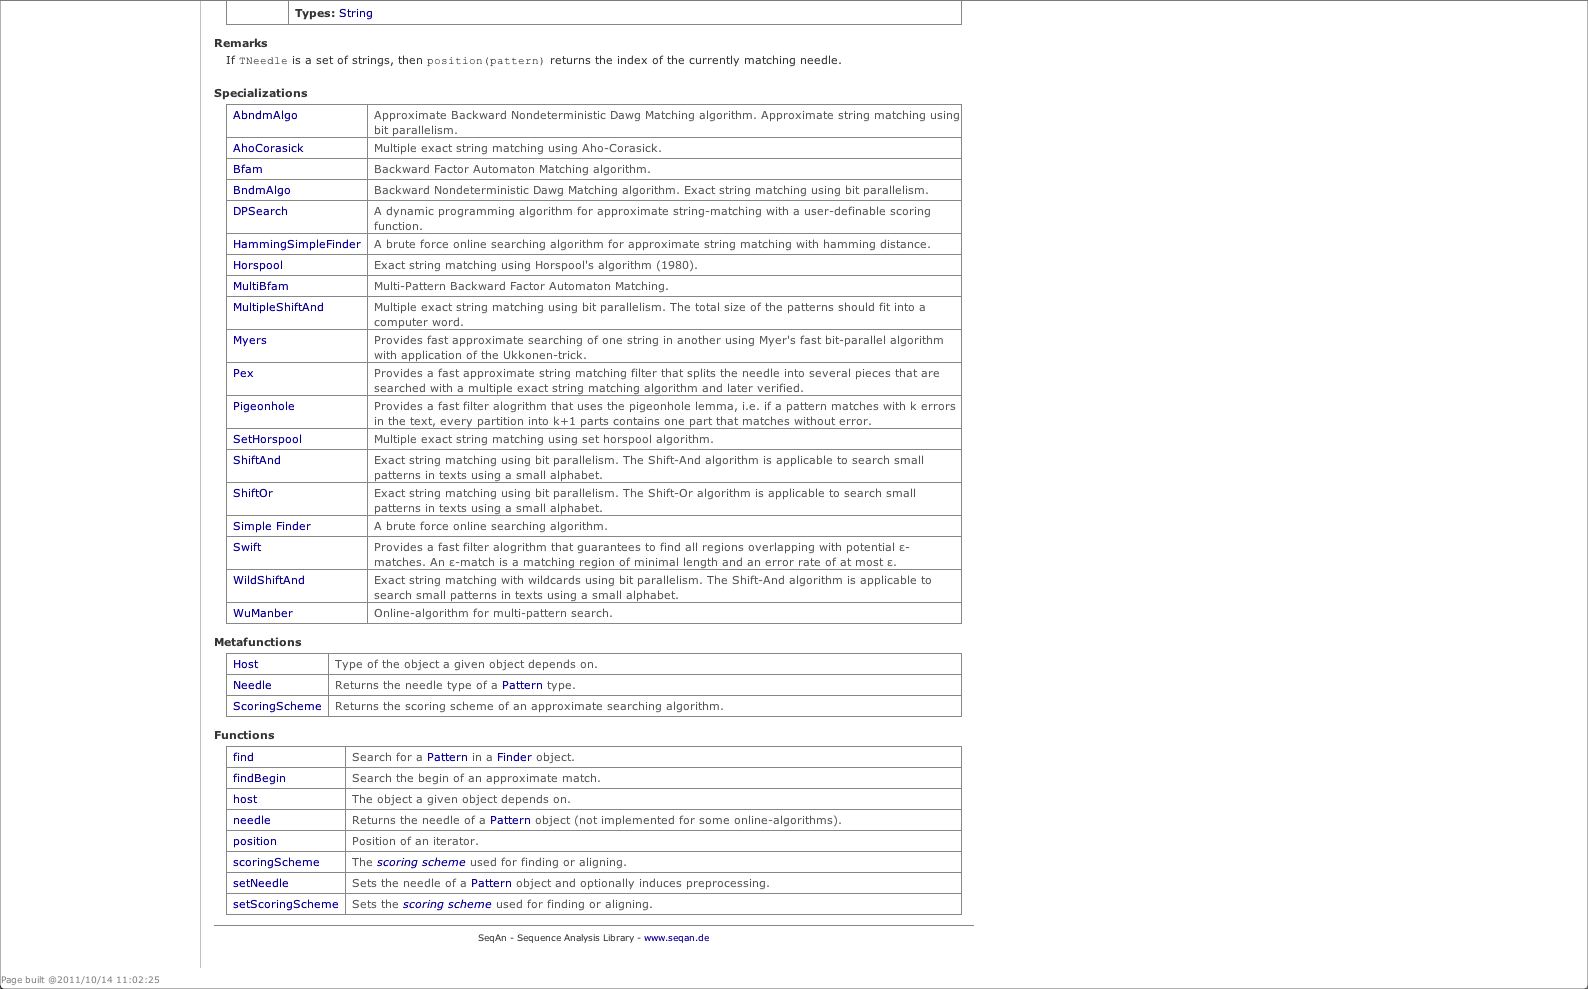 Types: String
Remarks
If TNeedle is a set of strings, then position(pattern) returns the index of the currently matching needle.
Specializations
AbndmAlgo Approximate Backward Nondeterministic Dawg Matching algorithm. Approximate string matching using
bit parallelism.
AhoCorasick Multiple exact string matching using Aho-Corasick.
Bfam Backward Factor Automaton Matching algorithm.
BndmAlgo Backward Nondeterministic Dawg Matching algorithm. Exact string matching using bit parallelism.
DPSearch A dynamic programming algorithm for approximate string-matching with a user-definable scoring
function.
HammingSimpleFinder A brute force online searching algorithm for approximate string matching with hamming distance.
Horspool Exact string matching using Horspool's algorithm (1980).
MultiBfam Multi-Pattern Backward Factor Automaton Matching.
MultipleShiftAnd Multiple exact string matching using bit parallelism. The total size of the patterns should fit into a
computer word.
Myers Provides fast approximate searching of one string in another using Myer's fast bit-parallel algorithm
with application of the Ukkonen-trick.
Pex Provides a fast approximate string matching filter that splits the needle into several pieces that are
searched with a multiple exact string matching algorithm and later verified.
Pigeonhole Provides a fast filter alogrithm that uses the pigeonhole lemma, i.e. if a pattern matches with k errors
in the text, every partition into k+1 parts contains one part that matches without error.
SetHorspool Multiple exact string matching using set horspool algorithm.
ShiftAnd Exact string matching using bit parallelism. The Shift-And algorithm is applicable to search small
patterns in texts using a small alphabet.
ShiftOr Exact string matching using bit parallelism. The Shift-Or algorithm is applicable to search small
patterns in texts using a small alphabet.
Simple Finder A brute force online searching algorithm.
Swift Provides a fast filter alogrithm that guarantees to find all regions overlapping with potential ε-
matches. An ε-match is a matching region of minimal length and an error rate of at most ε.
WildShiftAnd Exact string matching with wildcards using bit parallelism. The Shift-And algorithm is applicable to
search small patterns in texts using a small alphabet.
WuManber Online-algorithm for multi-pattern search.
Metafunctions
Host Type of the object a given object depends on.
Needle Returns the needle type of a Pattern type.
ScoringScheme Returns the scoring scheme of an approximate searching algorithm.
Functions
find Search for a Pattern in a Finder object.
findBegin Search the begin of an approximate match.
host The object a given object depends on.
needle Returns the needle of a Pattern object (not implemented for some online-algorithms).
position Position of an iterator.
scoringScheme The scoring scheme used for finding or aligning.
setNeedle Sets the needle of a Pattern object and optionally induces preprocessing.
setScoringScheme Sets the scoring scheme used for finding or aligning.
SeqAn - Sequence Analysis Library - www.seqan.de
Page built @2011/10/14 11:02:25